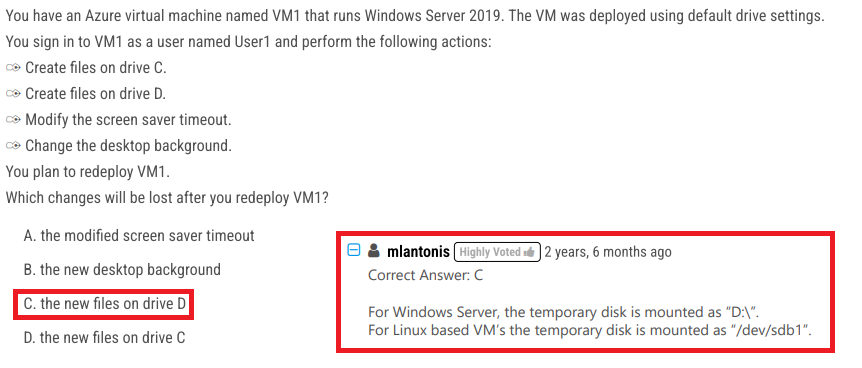 You have an Azure virtual machine named VM1 that runs Windows Server 2019. The VM was deployed using default drive settings.
You sign in to VM1 as a user named User1 and perform the following actions:
Create files on drive C.
Create files on drive D.
Modify the screen saver timeout.
Change the desktop background.
You plan to redeploy VM1.
Which changes will be lost after you redeploy VM1?
A. the modified screen saver timeout
B. the new desktop background
C. the new files on drive D
D. the new files on drive C
mlantonis Highly Voted 2 years, 6 months ago
Correct Answer: C
For Windows Server, the temporary disk is mounted as “D:\”.
For Linux based VM’s the temporary disk is mounted as “/dev/sdb1”.